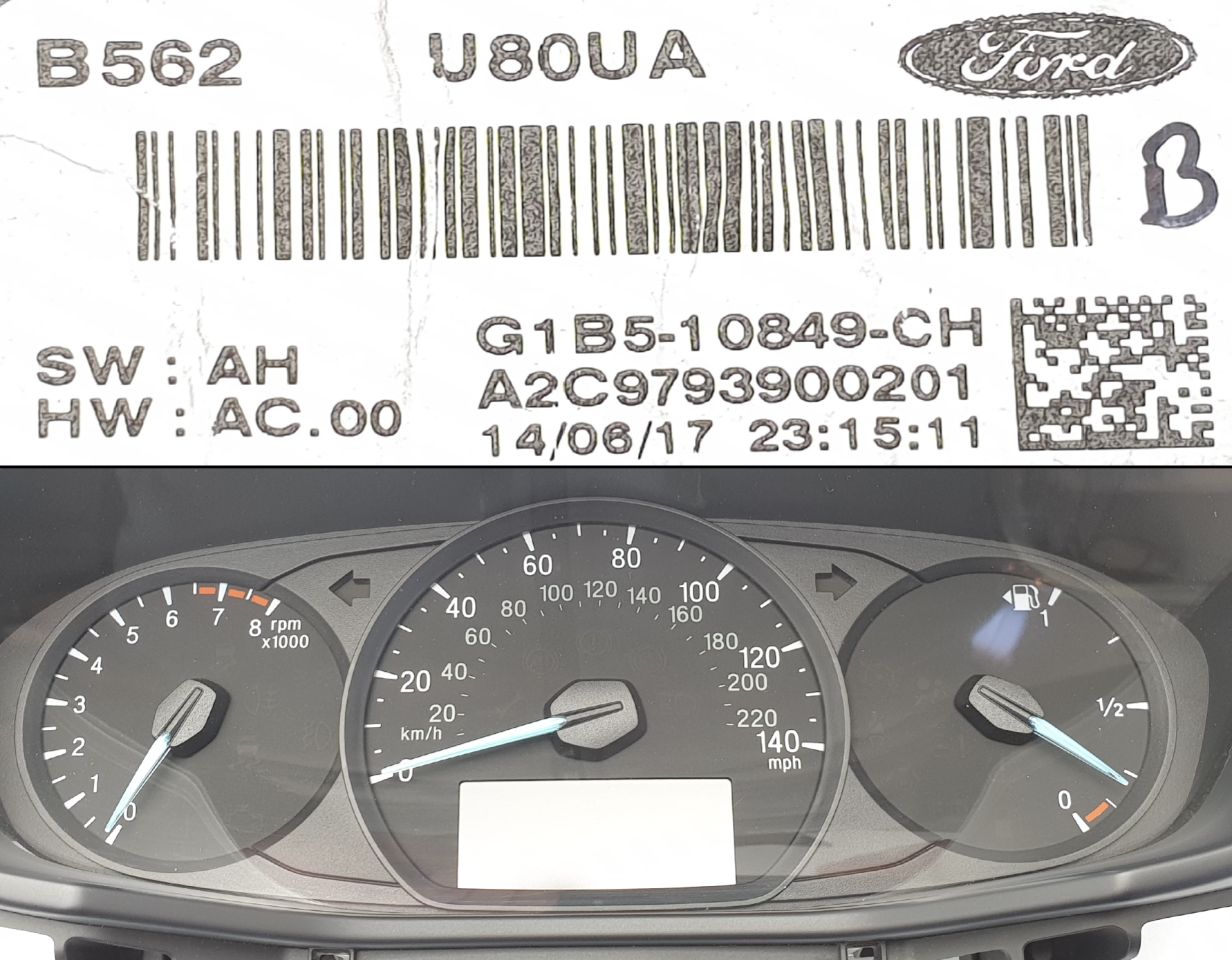 B562 U80UA Ford
B
SW : AH
HW : AC.00
G1B5-10849-CH
A2C9793900201
14/06/17 23:15:11
0 1 2 3 4 5 6 7 8
rpm
x1000
0 20 40 60 80 100 120 140
mph
20 40 60 80 100 120 140 160 180 200 220
km/h
1
1/2
0